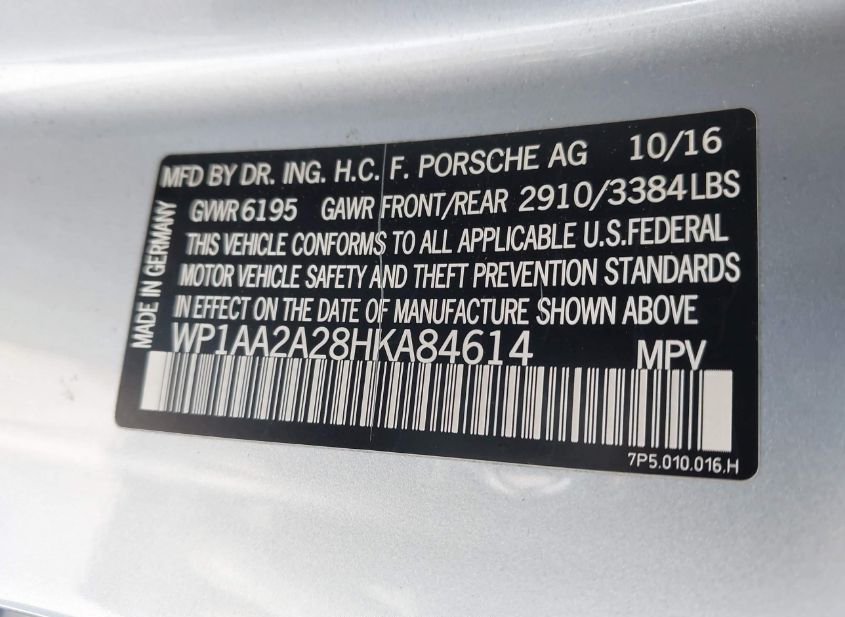 MFD BY DR. ING. H.C. F. PORSCHE AG 10/16
GVWR 6195 GAWR FRONT/REAR 2910/3384LBS
THIS VEHICLE CONFORMS TO ALL APPLICABLE U.S.FEDERAL
MOTOR VEHICLE SAFETY AND THEFT PREVENTION STANDARDS
IN EFFECT ON THE DATE OF MANUFACTURE SHOWN ABOVE
WP1AA2A28HKA84614 MPV
7P5.010.016.H
MADE IN GERMANY